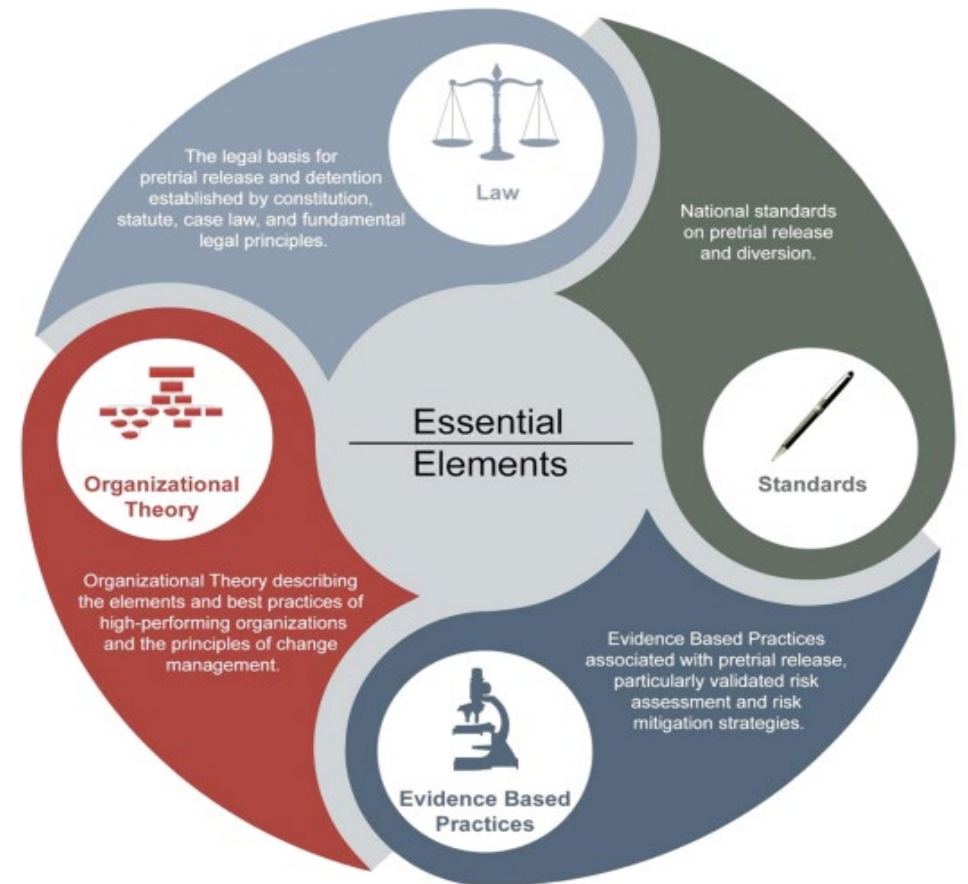 The legal basis for
pretrial release and detention
established by constitution,
statute, case law, and fundamental
legal principles.
Law
National standards
on pretrial release
and diversion.
Standards
Essential
Elements
Organizational
Theory
Organizational Theory describing
the elements and best practices of
high-performing organizations
and the principles of change
management.
Evidence Based Practices
associated with pretrial release,
particularly validated risk
assessment and risk
mitigation strategies.
Evidence Based
Practices